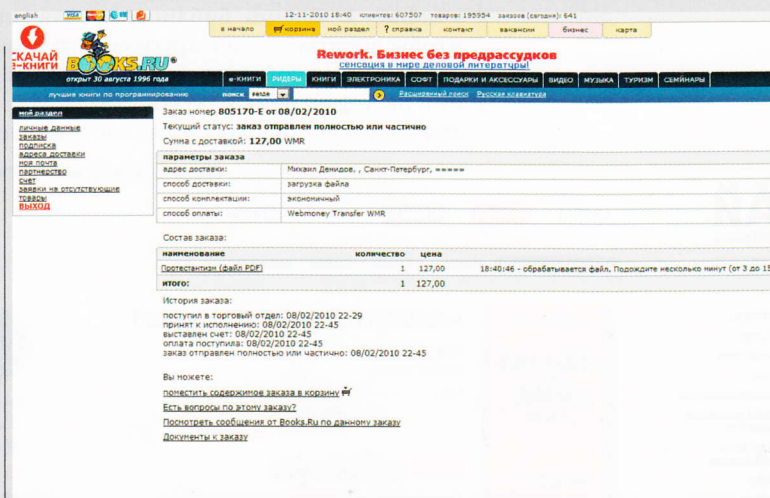 english
VISA
12-11-2010 18:40 клиентов: 607507 товаров: 195954 заказов (сегодня): 641
в начало корзина мой раздел ? справка контакт вакансии бизнес карта
СКАЧАЙ
Е-КНИГИ
BOOKS.RU®
открыт 30 августа 1996 года
Rework. Бизнес без предрассудков
сенсация в мире деловой литературы!
е-КНИГИ РИДЕРЫ КНИГИ ЭЛЕКТРОНИКА СОФТ ПОДАРКИ И АКСЕССУАРЫ ВИДЕО МУЗЫКА ТУРИЗМ СЕМИНАРЫ
лучшие книги по программированию поиск везде Расширенный поиск Русская клавиатура
мой раздел
личные данные
заказы
подписка
адреса доставки
моя почта
партнерство
счет
заявки на отсутствующие
товары
ВЫХОД
Заказ номер 805170-E от 08/02/2010
Текущий статус: заказ отправлен полностью или частично
Сумма с доставкой: 127,00 WMR
параметры заказа
адрес доставки: Михаил Денидов, , Санкт-Петербург, =====
способ доставки: загрузка файла
способ комплектации: экономичный
способ оплаты: Webmoney Transfer WMR
Состав заказа:
наименование количество цена
Протестантизм (файл PDF) 1 127,00 18:40:46 - обрабатывается файл. Подождите несколько минут (от 3 до 15
итого: 1 127,00
История заказа:
поступил в торговый отдел: 08/02/2010 22-29
принят к исполнению: 08/02/2010 22-45
выставлен счет: 08/02/2010 22-45
оплата поступила: 08/02/2010 22-45
заказ отправлен полностью или частично: 08/02/2010 22-45
Вы можете:
поместить содержимое заказа в корзину
Есть вопросы по этому заказу?
Посмотреть сообщения от Books.Ru по данному заказу
Документы к заказу